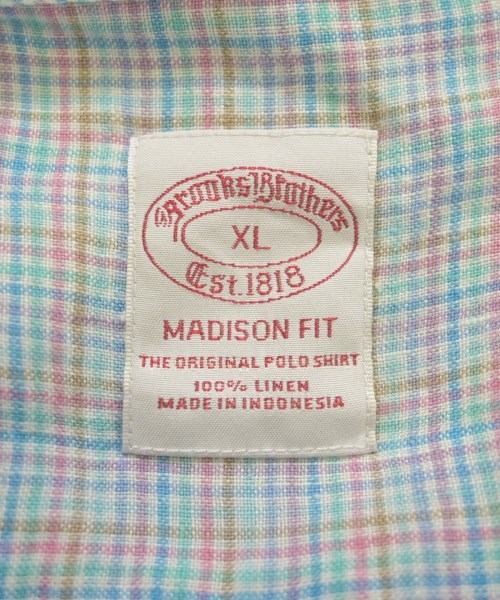 Brooks Brothers
XL
Est. 1818
MADISON FIT
THE ORIGINAL POLO SHIRT
100% LINEN
MADE IN INDONESIA